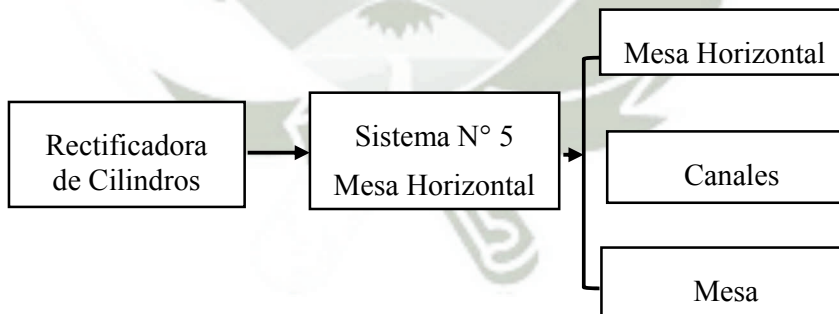 Rectificadora
de Cilindros
Sistema N° 5
Mesa Horizontal
Mesa Horizontal
Canales
Mesa